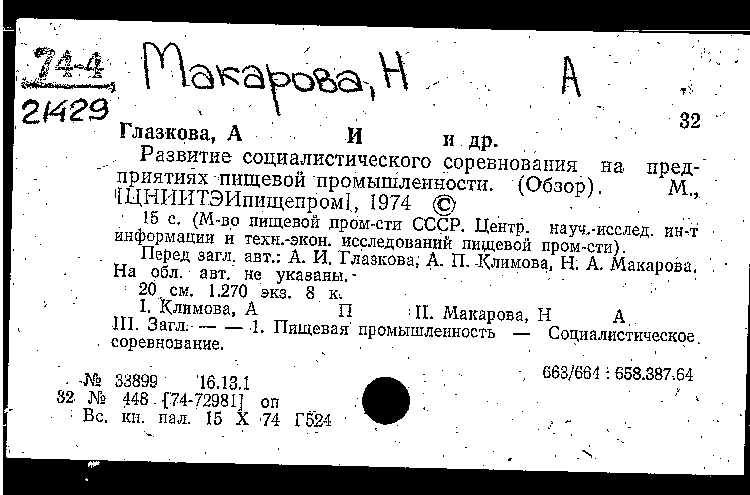 74-4
21429
Макарова, Н А
32
Глазкова, А И и др.
Развитие социалистического соревнования на пред-
приятиях пищевой промышленности. (Обзор). М.,
[ЦНИИТЭИпищепром], 1974 ©
15 с. (М-во пищевой пром-сти СССР. Центр. науч.-исслед. ин-т
информации и техн.-экон. исследований пищевой пром-сти).
Перед загл. авт.: А. И. Глазкова, А. П. Климова, Н. А. Макарова.
На обл. авт. не указаны.
20 см. 1.270 экз. 8 к.
I. Климова, А П II. Макарова, Н А
III. Загл. — — 1. Пищевая промышленность — Социалистическое
соревнование.
663/664 : 658.387.64
№ 33899 16.13.1
32 № 448 [74-72981] оп
Вс. кн. пал. 15 X 74 Г524